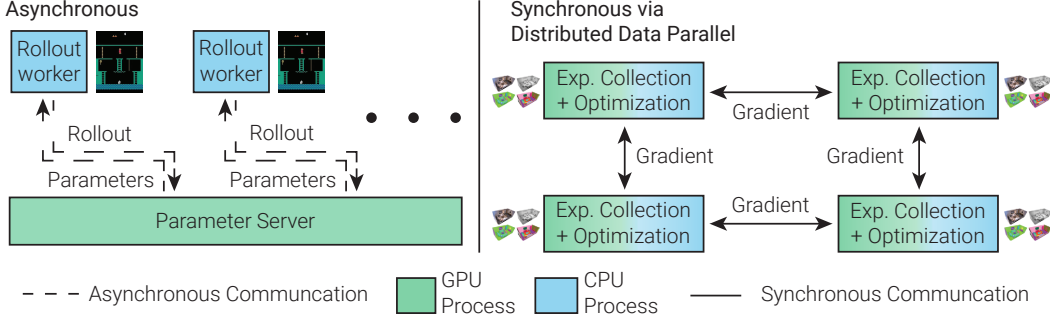 Asynchronous
Rollout
worker
Rollout
worker
Rollout
Rollout
Parameters
Parameters
Parameter Server
Synchronous via
Distributed Data Parallel
Exp. Collection
+ Optimization
Exp. Collection
+ Optimization
Gradient
Gradient
Gradient
Gradient
Exp. Collection
+ Optimization
Exp. Collection
+ Optimization
Asynchronous Communcation
GPU
Process
CPU
Process
Synchronous Communcation